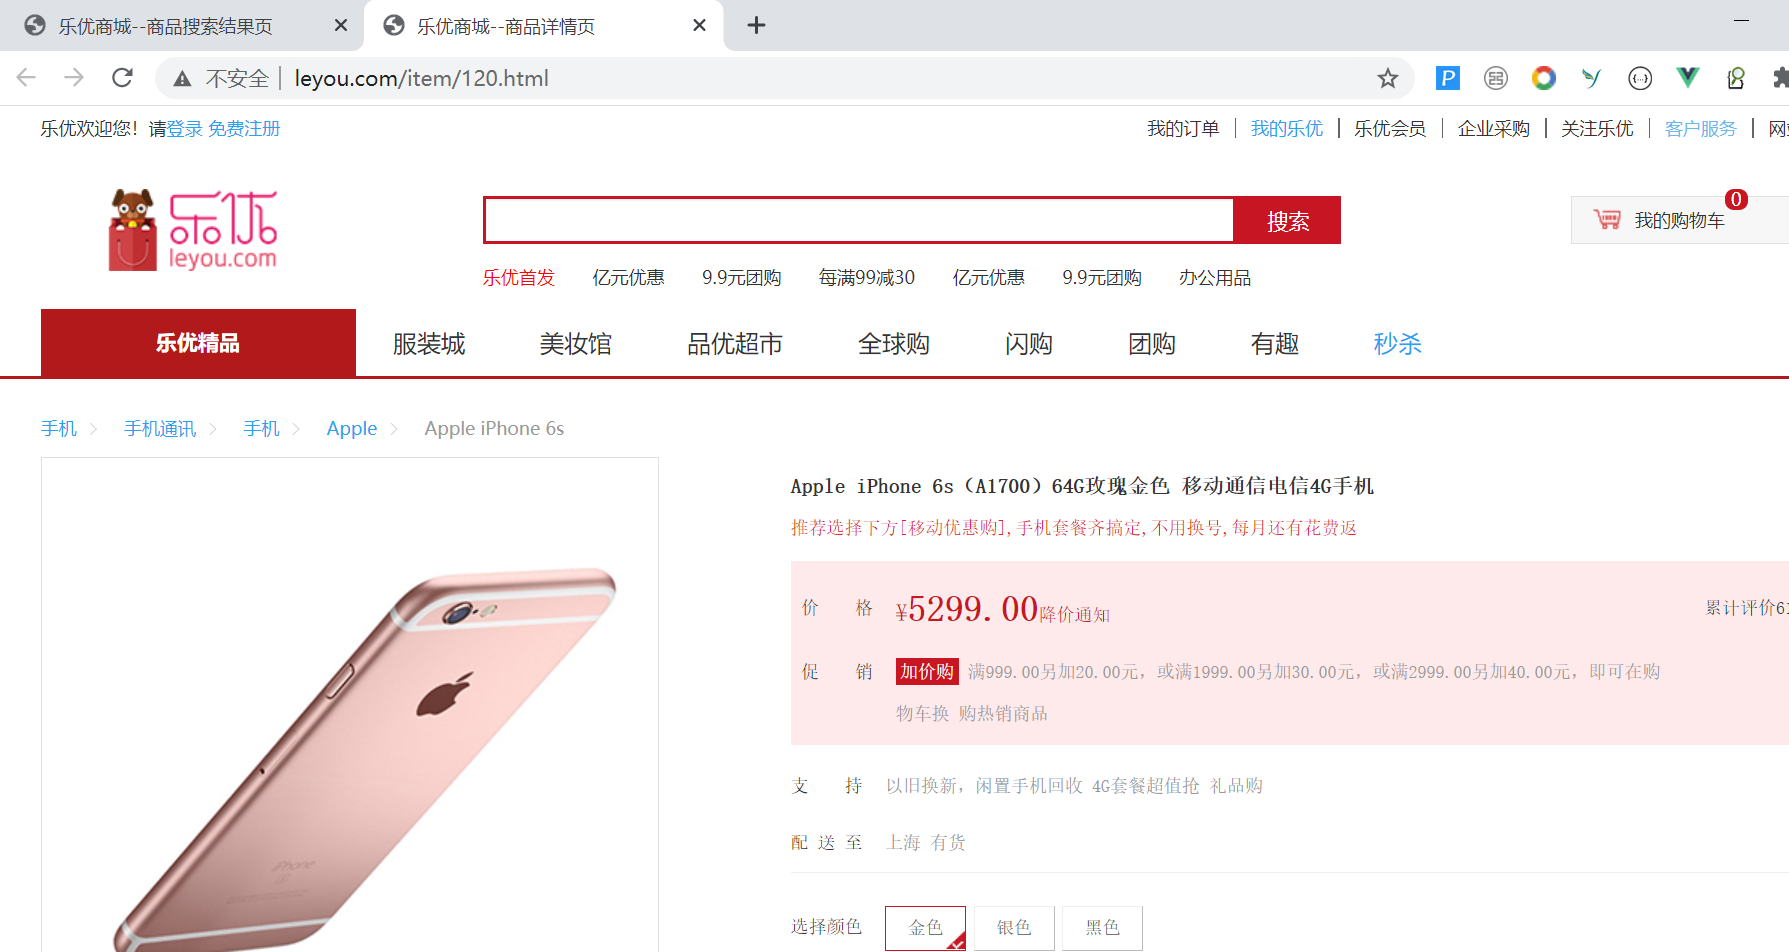 乐优商城--商品搜索结果页
乐优商城--商品详情页
不安全 leyou.com/item/120.html
乐优欢迎您！请登录 免费注册
我的订单 我的乐优 乐优会员 企业采购 关注乐优 客户服务
乐优
leyou.com
搜索
我的购物车 0
乐优首发 亿元优惠 9.9元团购 每满99减30 亿元优惠 9.9元团购 办公用品
乐优精品 服装城 美妆馆 品优超市 全球购 闪购 团购 有趣 秒杀
手机 手机通讯 手机 Apple Apple iPhone 6s
Apple iPhone 6s（A1700）64G玫瑰金色 移动通信电信4G手机
推荐选择下方[移动优惠购],手机套餐齐搞定,不用换号,每月还有花费返
价 格 ¥5299.00降价通知 累计评价
促 销 加价购 满999.00另加20.00元，或满1999.00另加30.00元，或满2999.00另加40.00元，即可在购
物车换 购热销商品
支 持 以旧换新，闲置手机回收 4G套餐超值抢 礼品购
配 送 至 上海 有货
iPhone
选择颜色 金色 银色 黑色